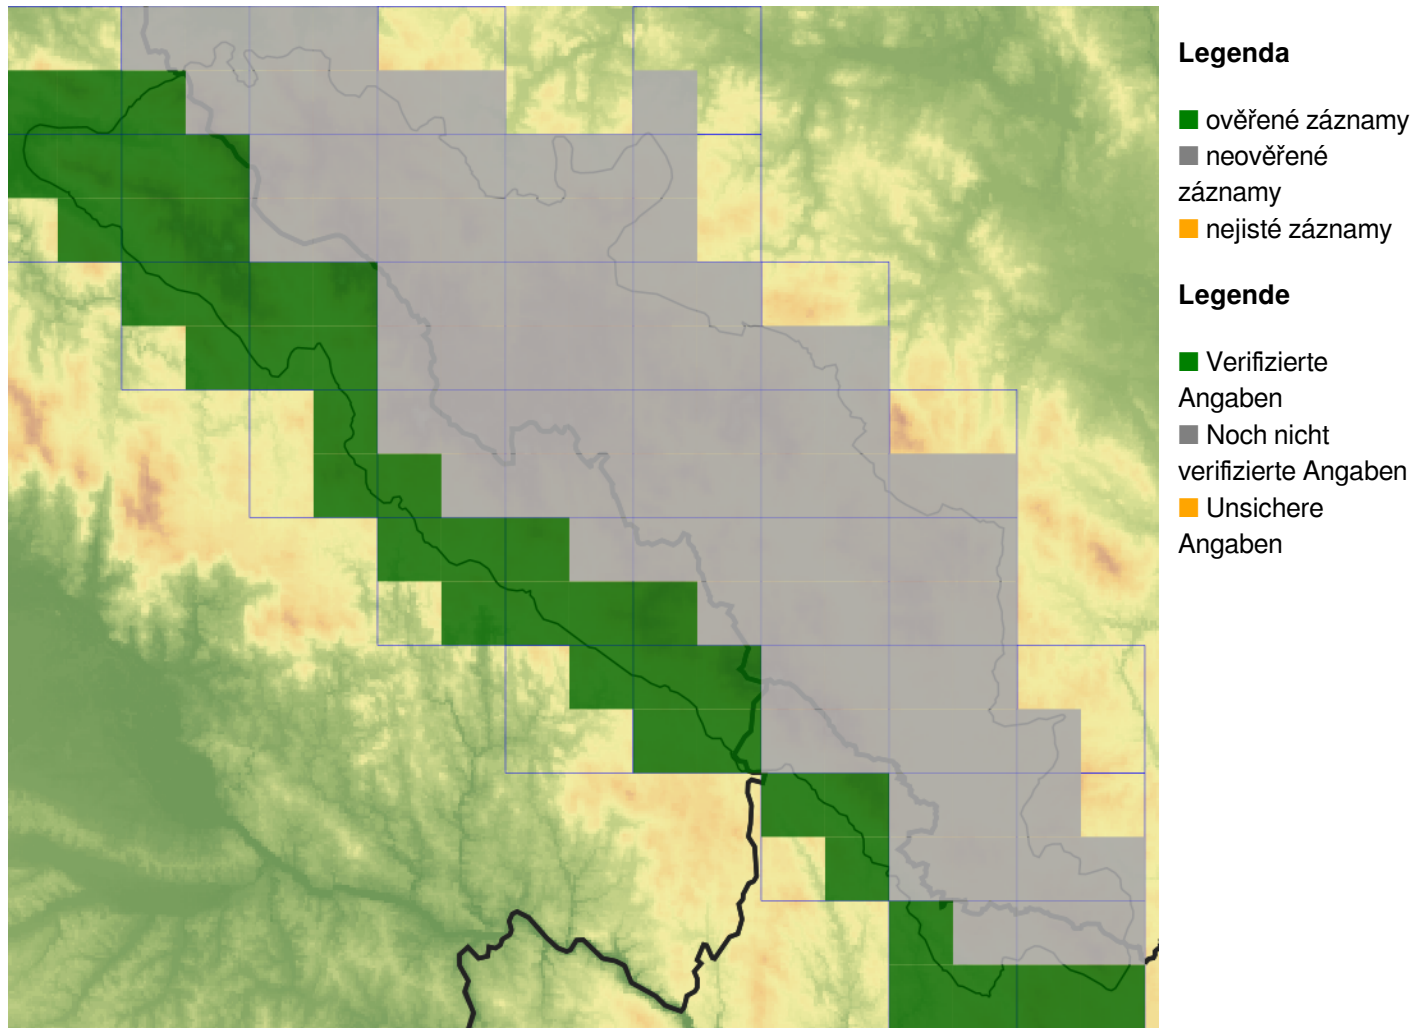 Legenda
ověřené záznamy
neověřené
záznamy
nejisté záznamy
Legende
Verifizierte
Angaben
Noch nicht
verifizierte Angaben
Unsichere
Angaben